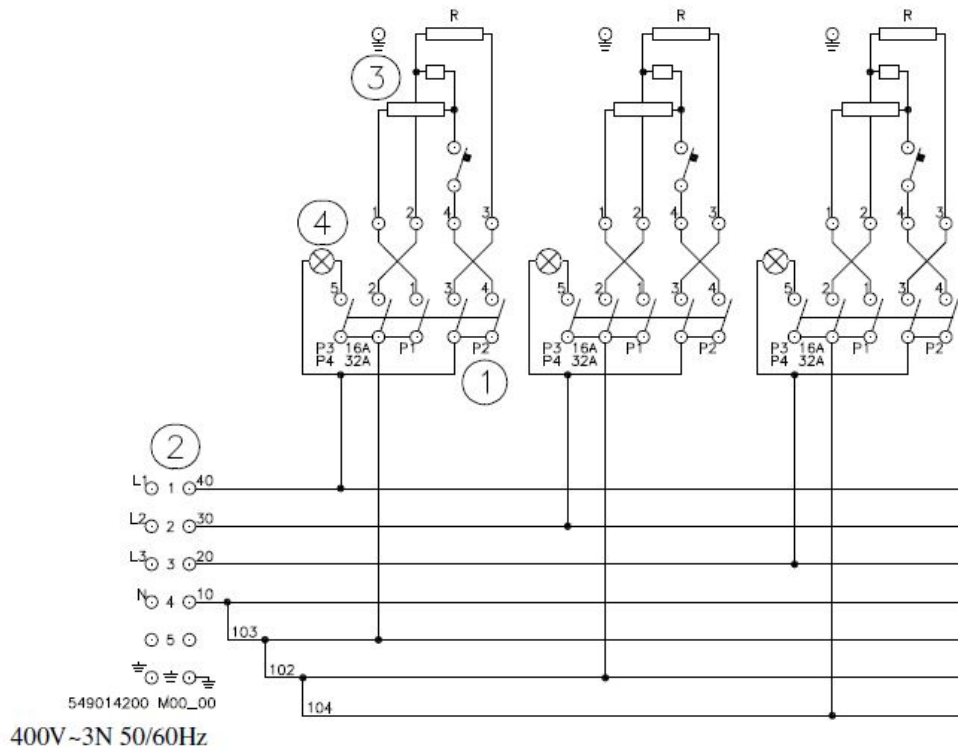 R R R
3
1 2 4 3 1 2 4 3 1 2 4 3
4
5 2 1 3 4 5 2 1 3 4 5 2 1 3 4
P3 16A P1 P2 P3 16A P1 P2 P3 16A P1 P2
P4 32A P4 32A P4 32A
1
2
L1 1 40
L2 2 30
L3 3 20
N 4 10
5 103
102
549014200 M00_00
104
400V~3N 50/60Hz